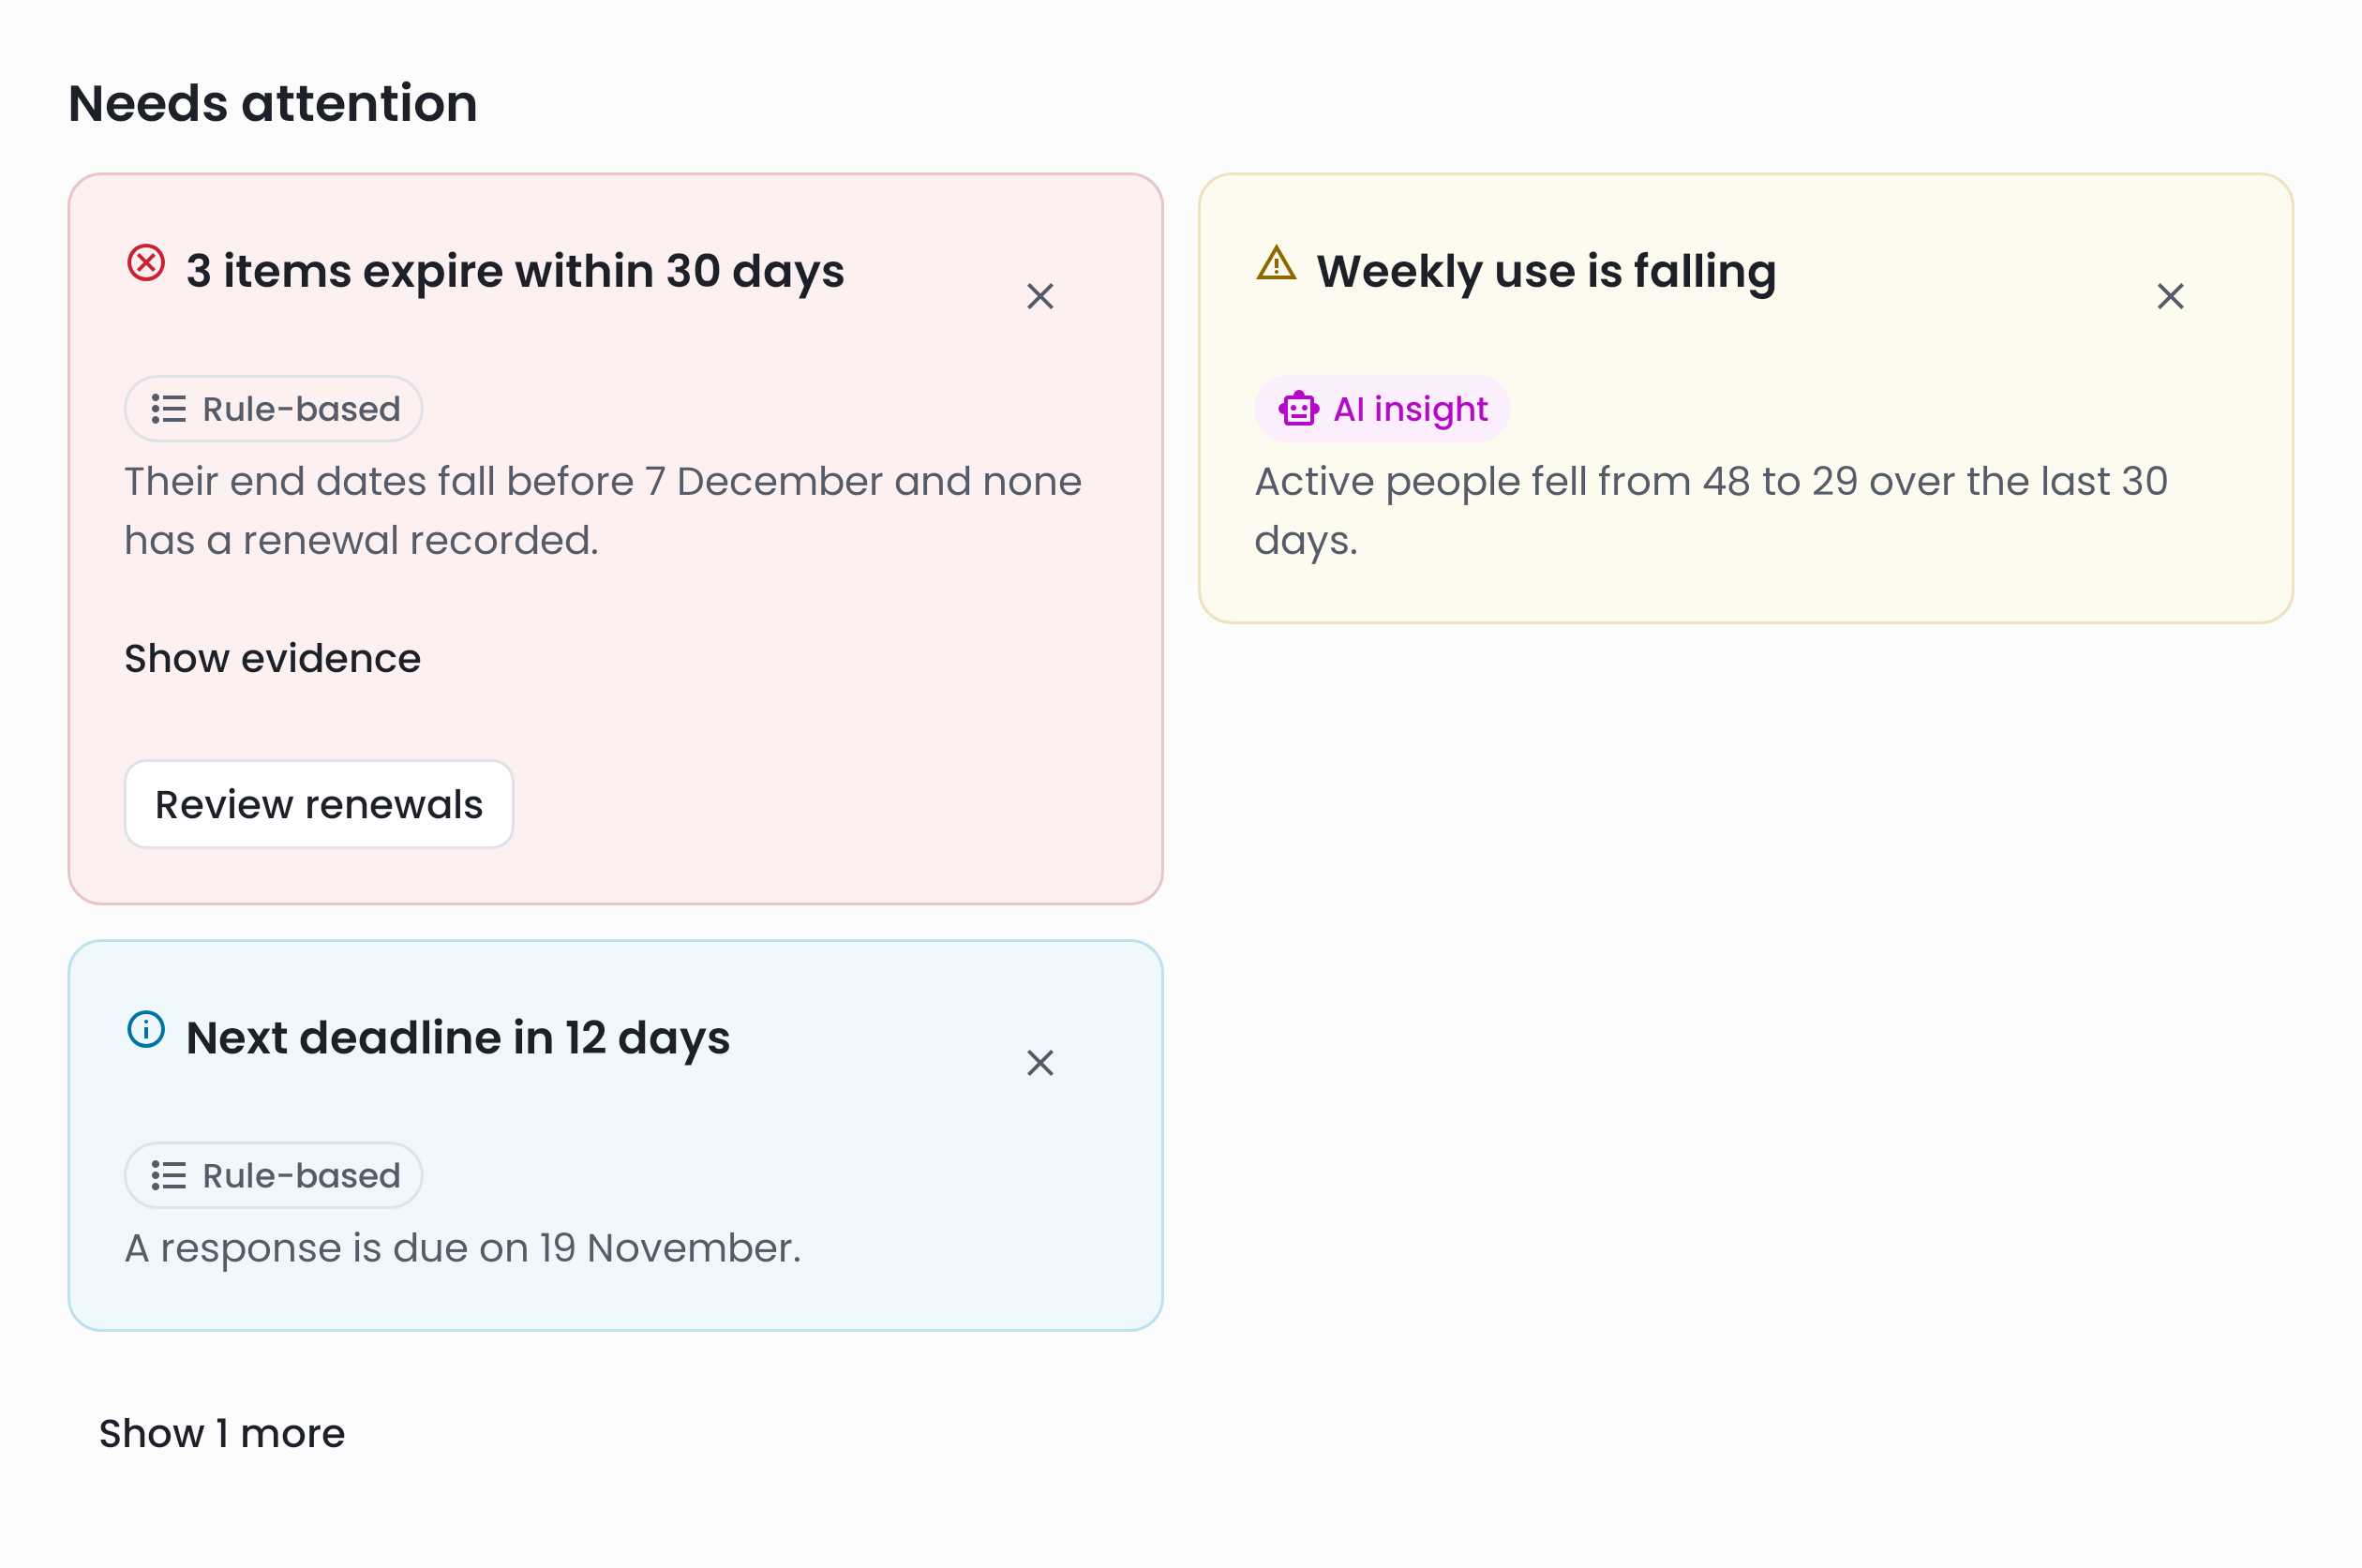 Needs attention
3 items expire within 30 days
Rule-based
Their end dates fall before 7 December and none
has a renewal recorded.
Show evidence
Review renewals
Weekly use is falling
AI insight
Active people fell from 48 to 29 over the last 30
days.
Next deadline in 12 days
Rule-based
A response is due on 19 November.
Show 1 more